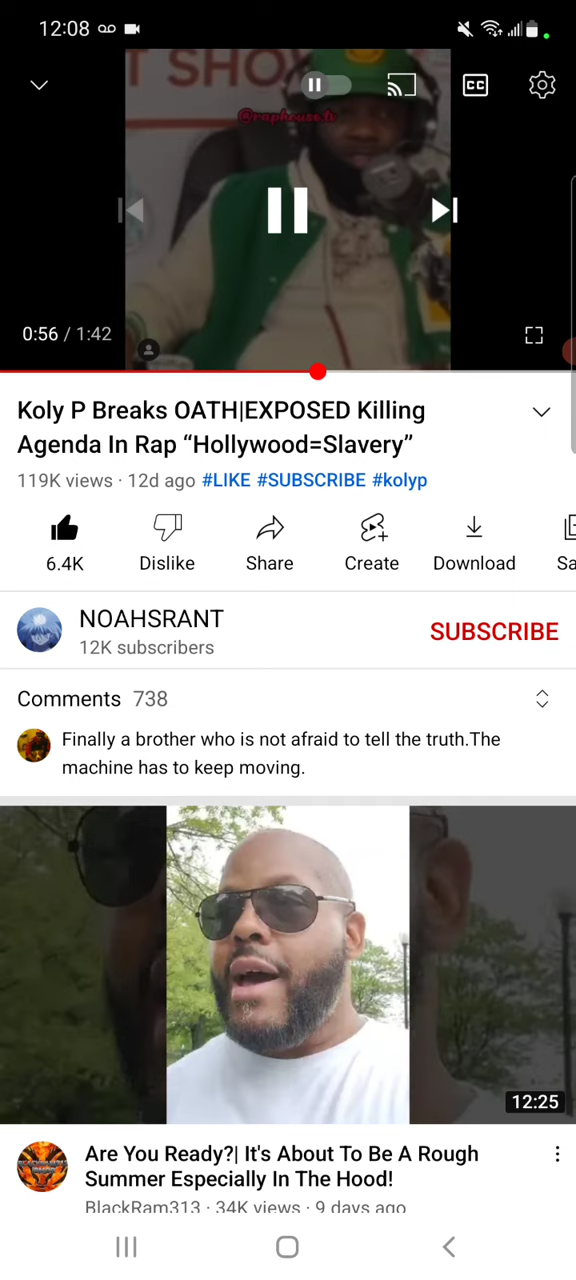 12:08
T SHO
CC
@raphouse.tv
0:56 / 1:42
Koly P Breaks OATH|EXPOSED Killing
Agenda In Rap “Hollywood=Slavery”
119K views · 12d ago #LIKE #SUBSCRIBE #kolyp
6.4K Dislike Share Create Download Sa
NOAHSRANT
12K subscribers
SUBSCRIBE
Comments 738
Finally a brother who is not afraid to tell the truth.The
machine has to keep moving.
12:25
Are You Ready?| It's About To Be A Rough
Summer Especially In The Hood!
BlackRam313 · 34K views · 9 days ago